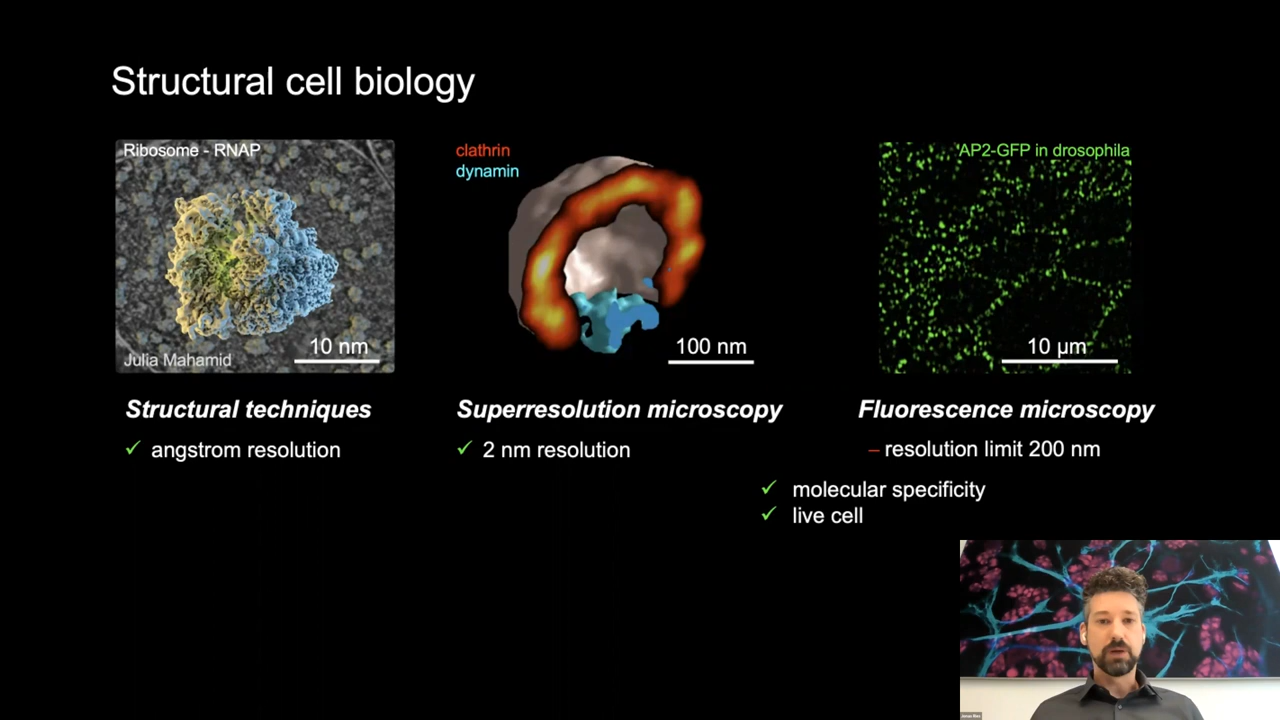 Structural cell biology
Ribosome - RNAP
Julia Mahamid
10 nm
clathrin
dynamin
100 nm
AP2-GFP in drosophila
10 µm
Structural techniques
✓ angstrom resolution
Superresolution microscopy
✓ 2 nm resolution
Fluorescence microscopy
– resolution limit 200 nm
✓ molecular specificity
✓ live cell